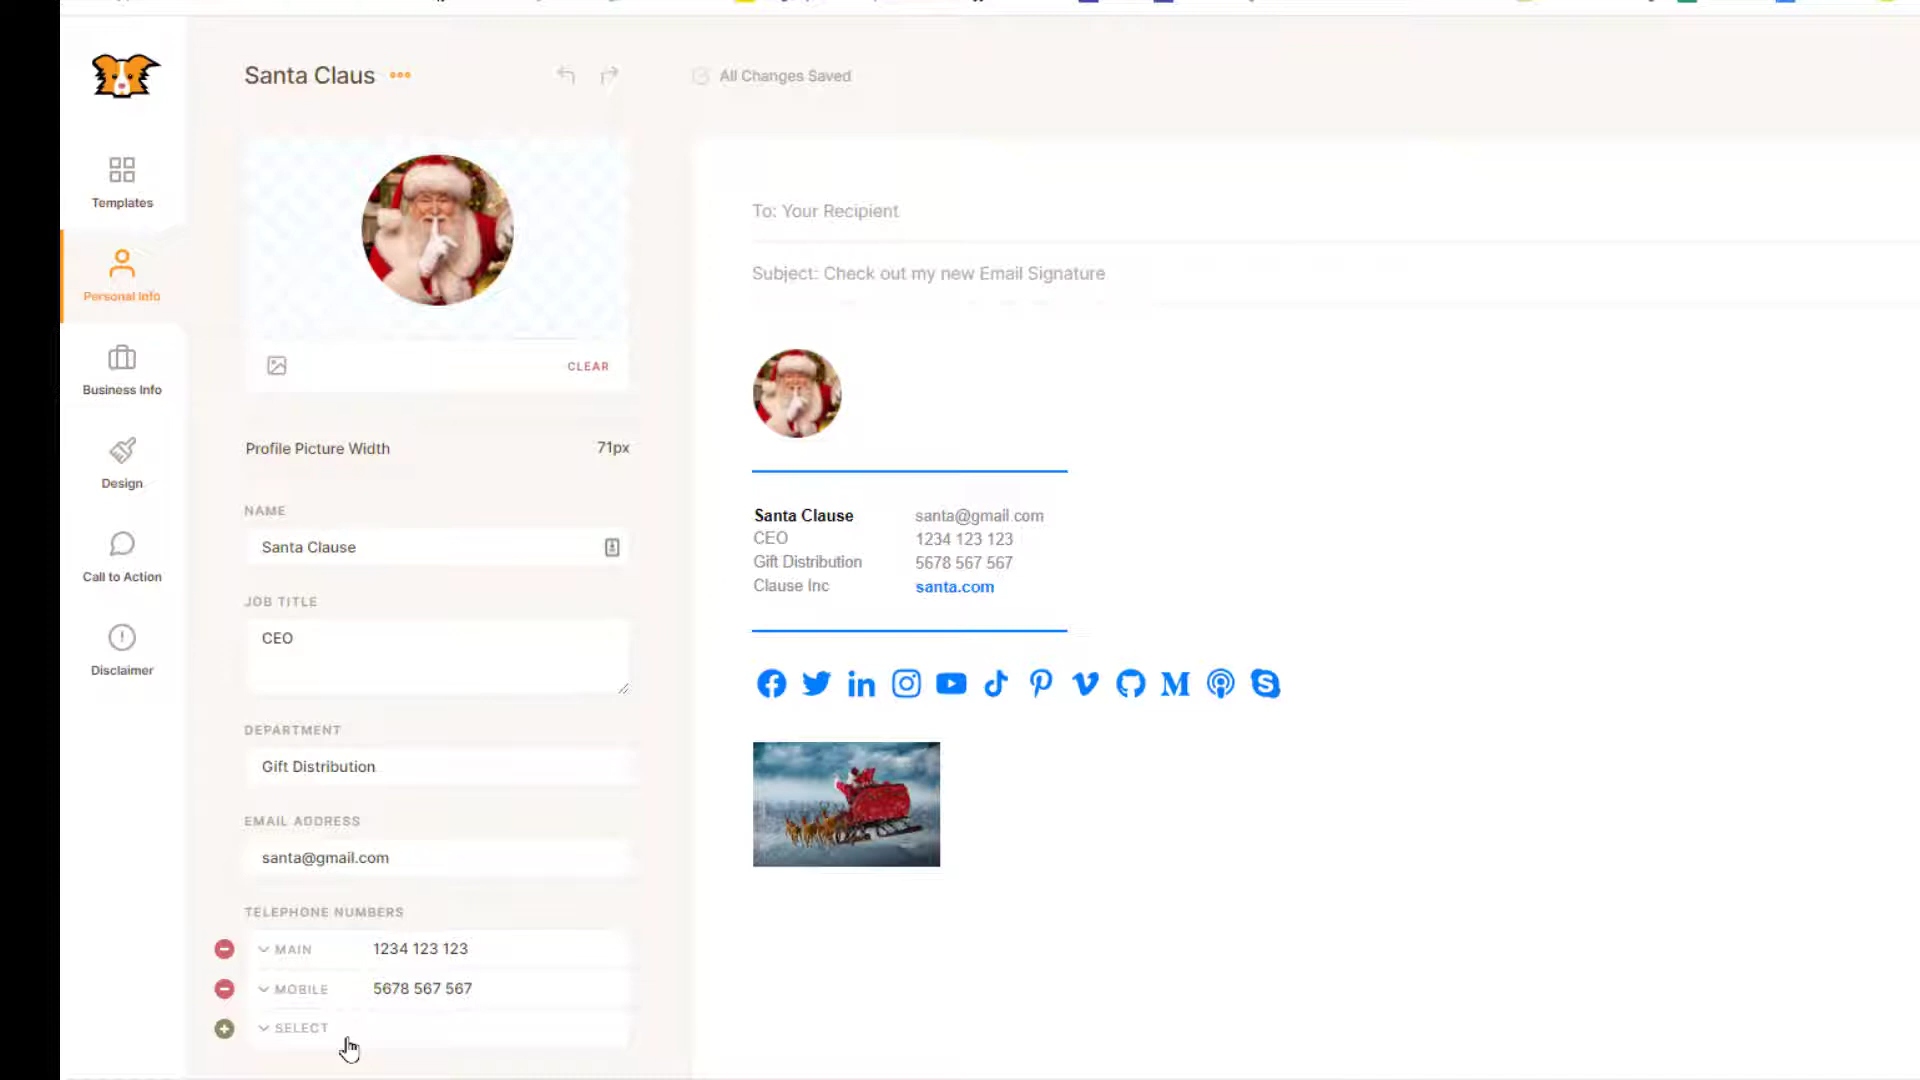 Santa Claus
All Changes Saved
Templates
Personal Info
Business Info
Design
Call to Action
Disclaimer
CLEAR
Profile Picture Width 71px
NAME
Santa Clause
JOB TITLE
CEO
DEPARTMENT
Gift Distribution
EMAIL ADDRESS
santa@gmail.com
TELEPHONE NUMBERS
MAIN 1234 123 123
MOBILE 5678 567 567
SELECT
To: Your Recipient
Subject: Check out my new Email Signature
Santa Clause santa@gmail.com
CEO 1234 123 123
Gift Distribution 5678 567 567
Clause Inc santa.com